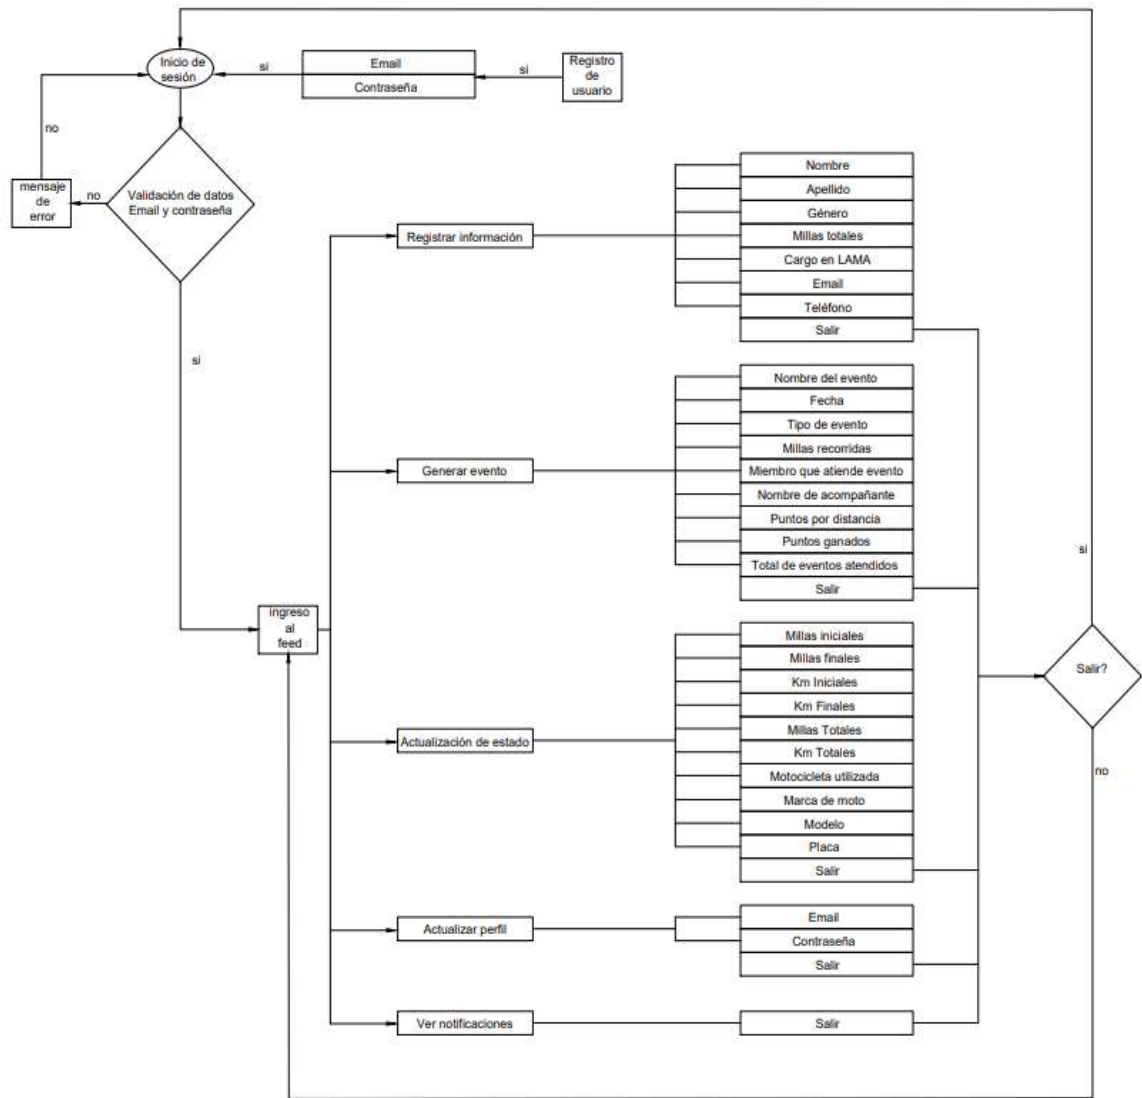 Inicio de
sesión
si
Email
Contraseña
si
Registro
de
usuario
no
mensaje
de
error
no
Validación de datos
Email y contraseña
si
Registrar información
Nombre
Apellido
Género
Millas totales
Cargo en LAMA
Email
Teléfono
Salir
Generar evento
Nombre del evento
Fecha
Tipo de evento
Millas recorridas
Miembro que atiende evento
Nombre de acompañante
Puntos por distancia
Puntos ganados
Total de eventos atendidos
Salir
si
ingreso
al
feed
Actualización de estado
Millas iniciales
Millas finales
Km Iniciales
Km Finales
Millas Totales
Km Totales
Motocicleta utilizada
Marca de moto
Modelo
Placa
Salir
Salir?
no
Actualizar perfil
Email
Contraseña
Salir
Ver notificaciones
Salir